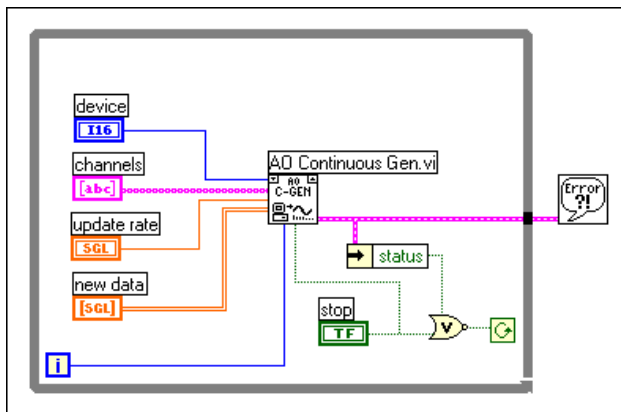 device
I16
channels
[abc]
update rate
SGL
new data
[SGL]
AO Continuous Gen.vi
AO
C-GEN
Error
?!
status
stop
TF
V
i